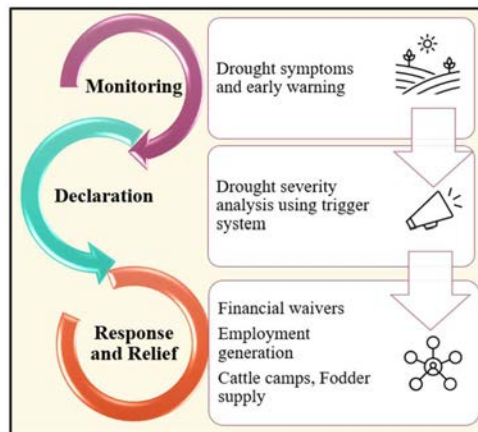 Monitoring
Drought symptoms
and early warning
Declaration
Drought severity
analysis using trigger
system
Response
and Relief
Financial waivers
Employment
generation
Cattle camps, Fodder
supply